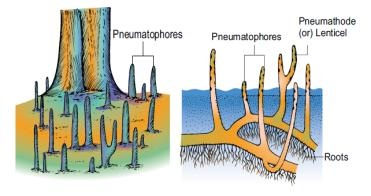 Pneumatophores
Pneumatophores
Pneumathode
(or) Lenticel
Roots